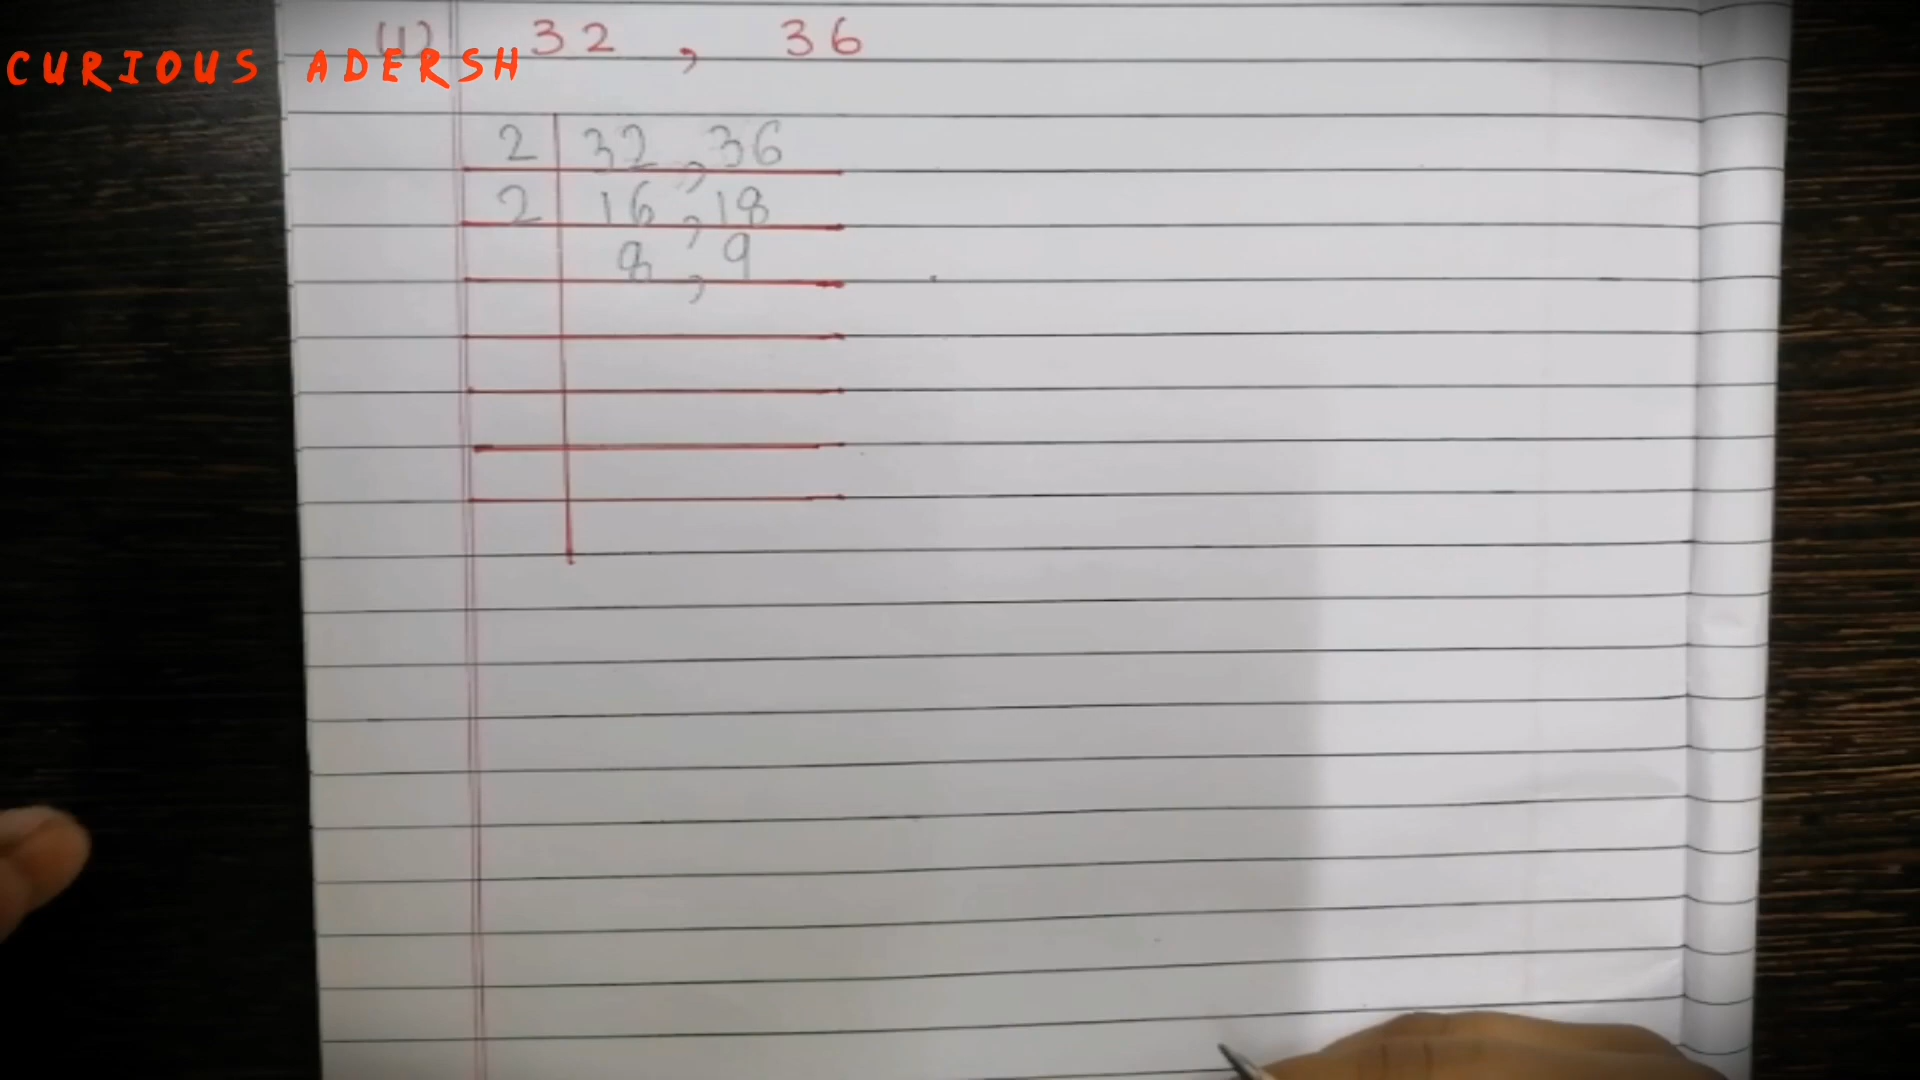 (1) 32 , 36
CURIOUS ADERSH
2 32 , 36
2 16 , 18
8 , 9